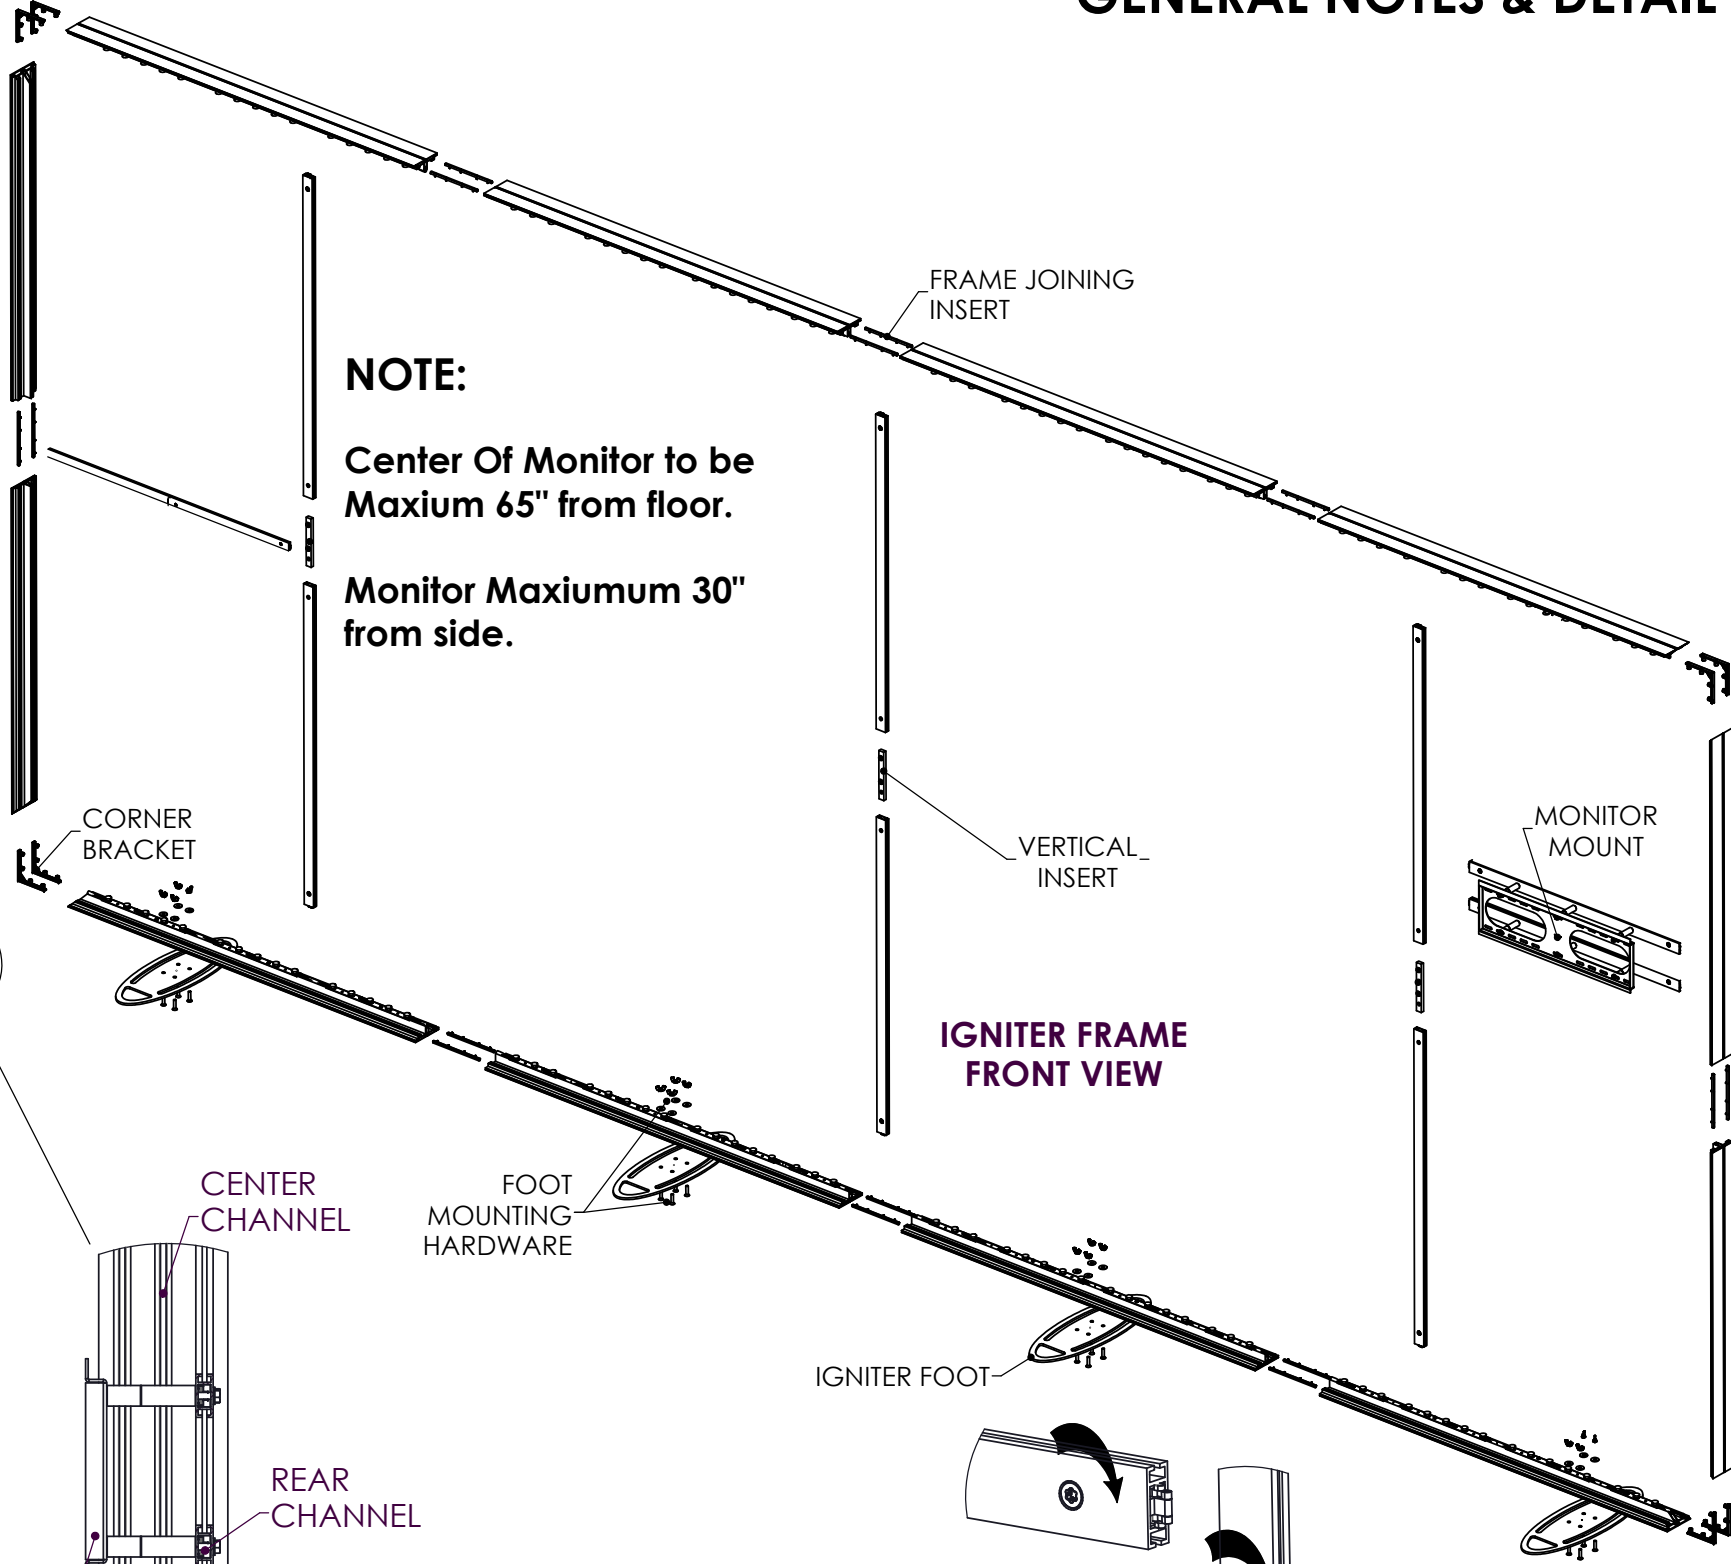 GENERAL NOTES & DETAIL
FRAME JOINING
INSERT
NOTE:
Center Of Monitor to be
Maxium 65" from floor.
Monitor Maxiumum 30"
from side.
CORNER
BRACKET
VERTICAL_
INSERT
MONITOR
MOUNT
IGNITER FRAME
FRONT VIEW
CENTER
CHANNEL
FOOT
MOUNTING
HARDWARE
IGNITER FOOT
REAR
CHANNEL